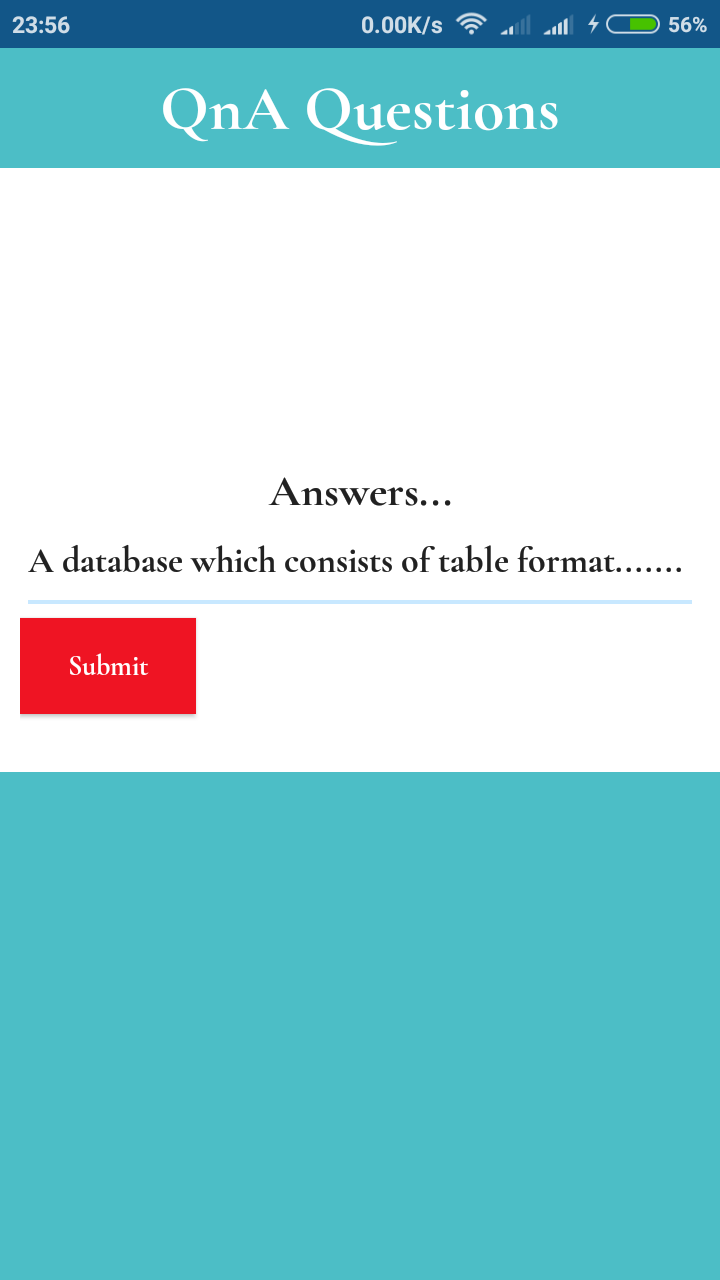 23:56 0.00K/s 56%
QnA Questions
Answers...
A database which consists of table format.......
Submit